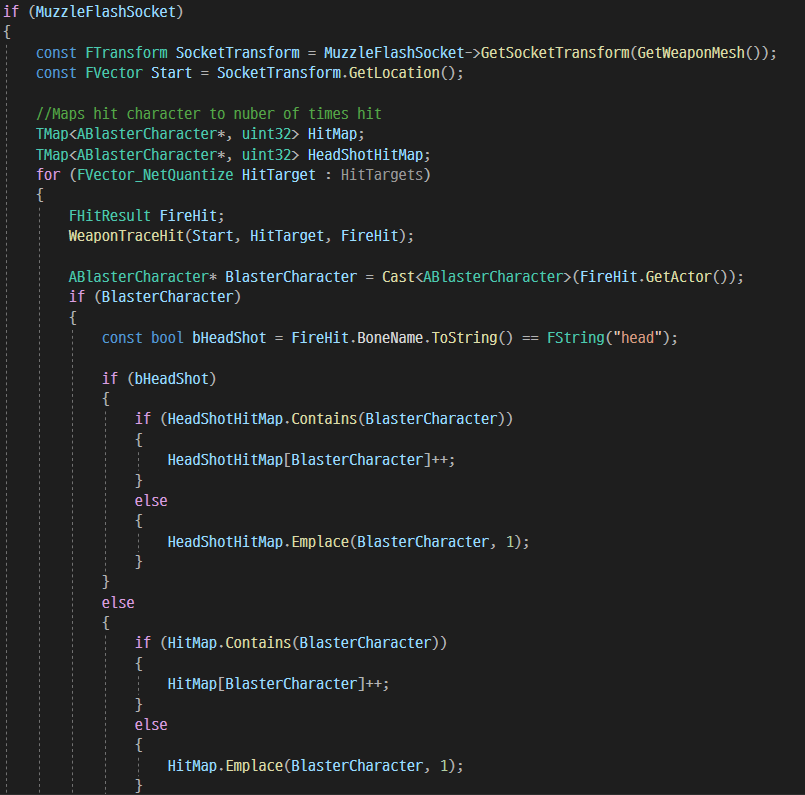 if (MuzzleFlashSocket)
{
    const FTransform SocketTransform = MuzzleFlashSocket->GetSocketTransform(GetWeaponMesh());
    const FVector Start = SocketTransform.GetLocation();

    //Maps hit character to nuber of times hit
    TMap<ABlasterCharacter*, uint32> HitMap;
    TMap<ABlasterCharacter*, uint32> HeadShotHitMap;
    for (FVector_NetQuantize HitTarget : HitTargets)
    {
        FHitResult FireHit;
        WeaponTraceHit(Start, HitTarget, FireHit);

        ABlasterCharacter* BlasterCharacter = Cast<ABlasterCharacter>(FireHit.GetActor());
        if (BlasterCharacter)
        {
            const bool bHeadShot = FireHit.BoneName.ToString() == FString("head");

            if (bHeadShot)
            {
                if (HeadShotHitMap.Contains(BlasterCharacter))
                {
                    HeadShotHitMap[BlasterCharacter]++;
                }
                else
                {
                    HeadShotHitMap.Emplace(BlasterCharacter, 1);
                }
            }
            else
            {
                if (HitMap.Contains(BlasterCharacter))
                {
                    HitMap[BlasterCharacter]++;
                }
                else
                {
                    HitMap.Emplace(BlasterCharacter, 1);
                }